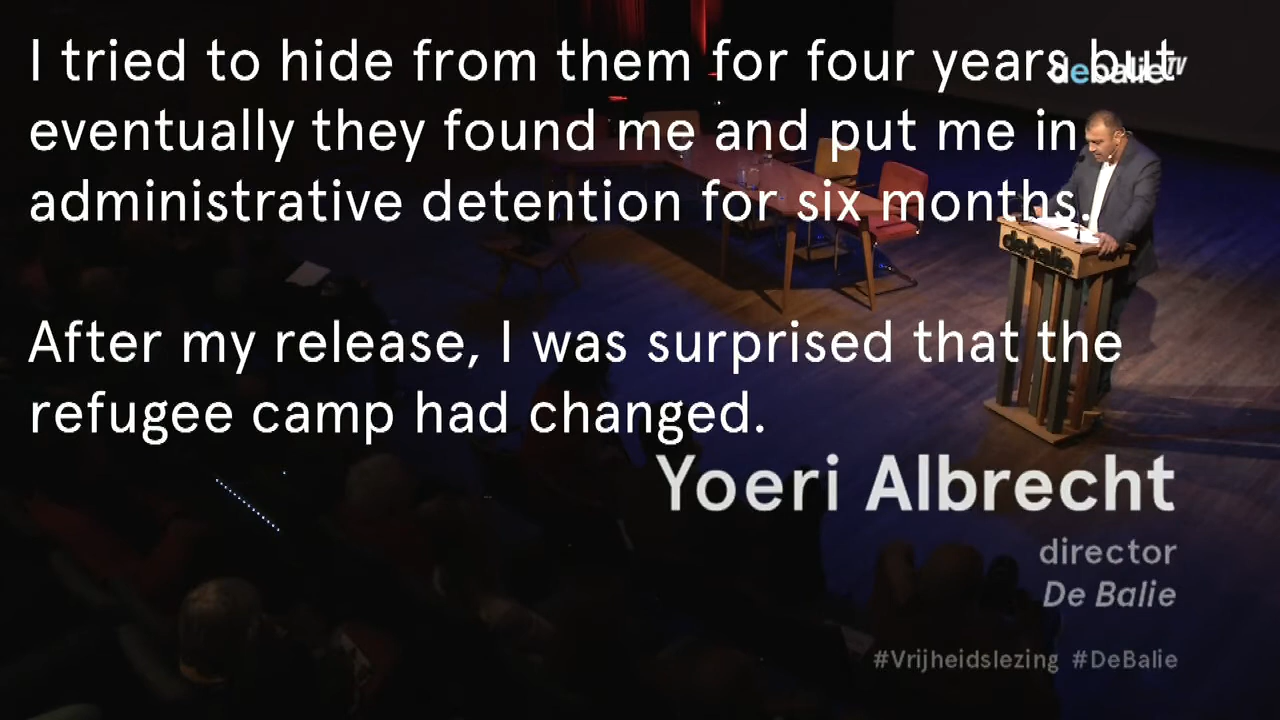 I tried to hide from them for four years but
debalieTV
eventually they found me and put me in
administrative detention for six months.
debalie
After my release, I was surprised that the
refugee camp had changed.
Yoeri Albrecht
director
De Balie
#Vrijheidslezing #DeBalie